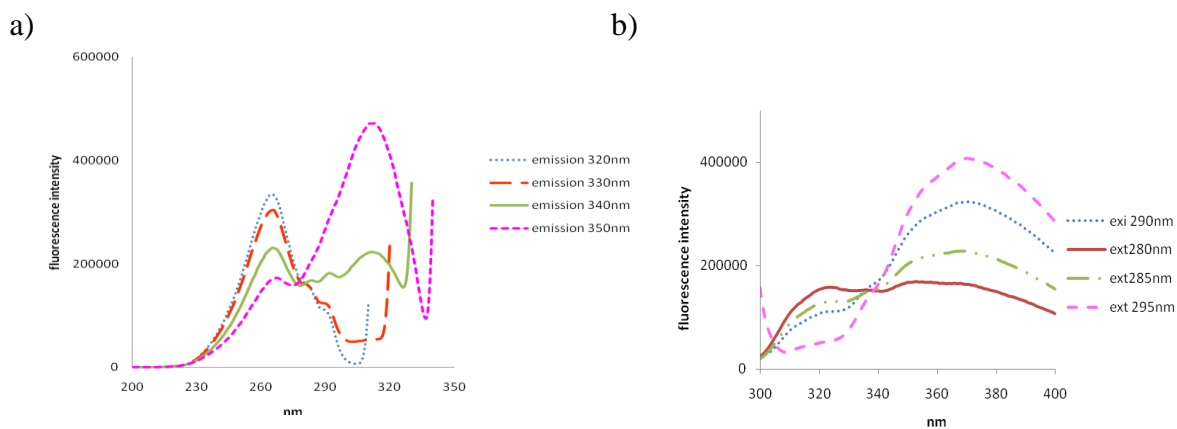 a)
b)
fluorescence intensity
600000
400000
200000
0
200 230 260 290 320 350
nm
emission 320nm
emission 330nm
emission 340nm
emission 350nm
fluorescence intensity
400000
200000
0
300 320 340 360 380 400
nm
exi 290nm
ext280nm
ext285nm
ext 295nm